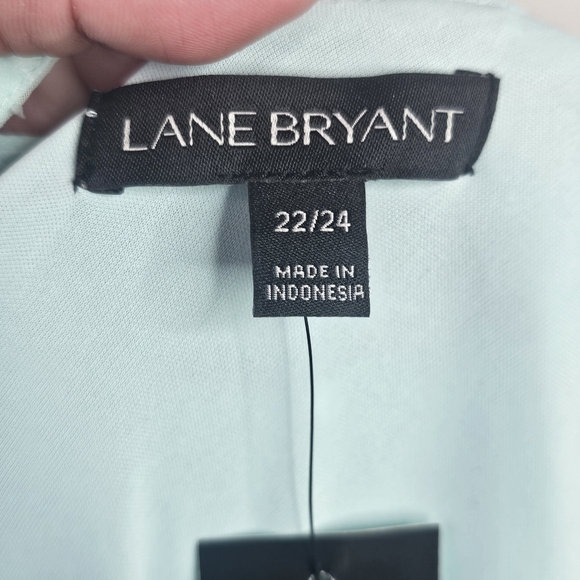 LANE BRYANT
22/24
MADE IN
INDONESIA